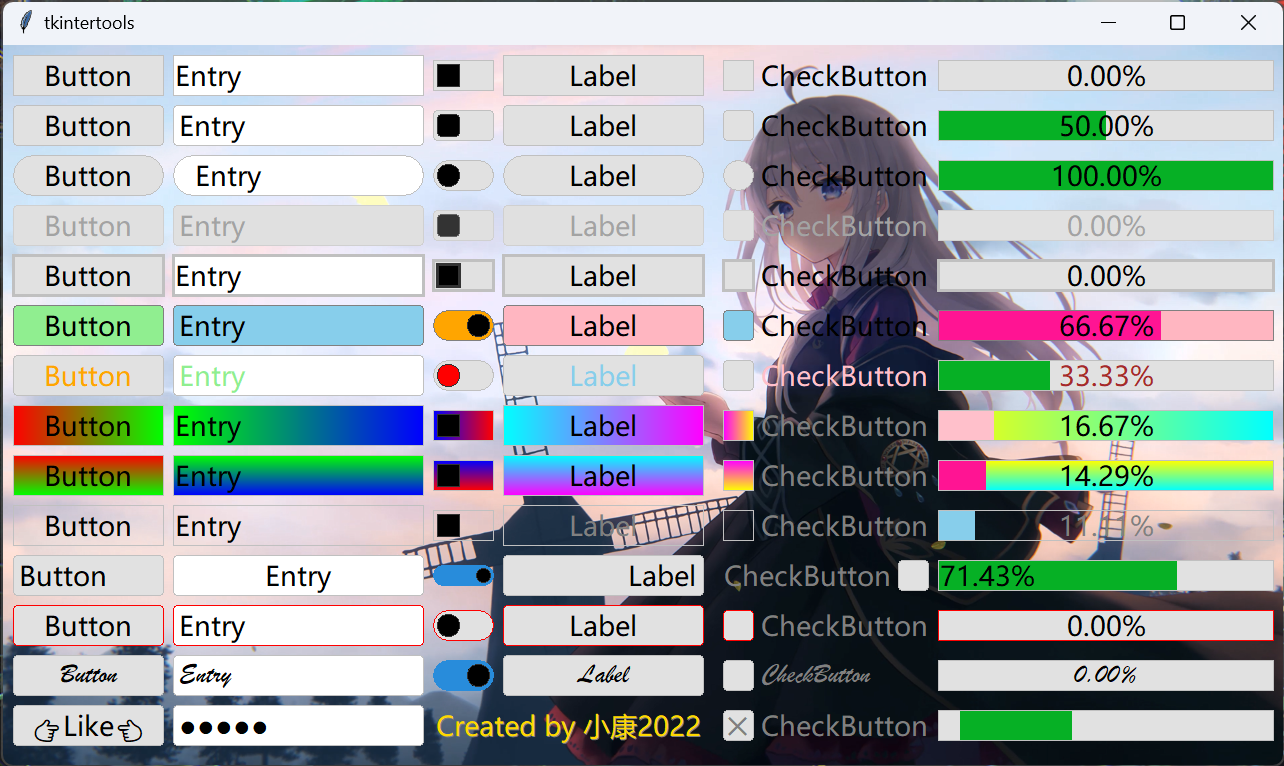 tkintertools
Button Entry Label CheckButton 0.00%
Button Entry Label CheckButton 50.00%
Button Entry Label CheckButton 100.00%
Button Entry Label CheckButton 0.00%
Button Entry Label CheckButton 0.00%
Button Entry Label CheckButton 66.67%
Button Entry Label CheckButton 33.33%
Button Entry Label CheckButton 16.67%
Button Entry Label CheckButton 14.29%
Button Entry Label CheckButton
Button Entry Label CheckButton 71.43%
Button Entry Label CheckButton 0.00%
Button Entry Label CheckButton 0.00%
👉Like👈 ●●●●● Created by 小康2022 CheckButton